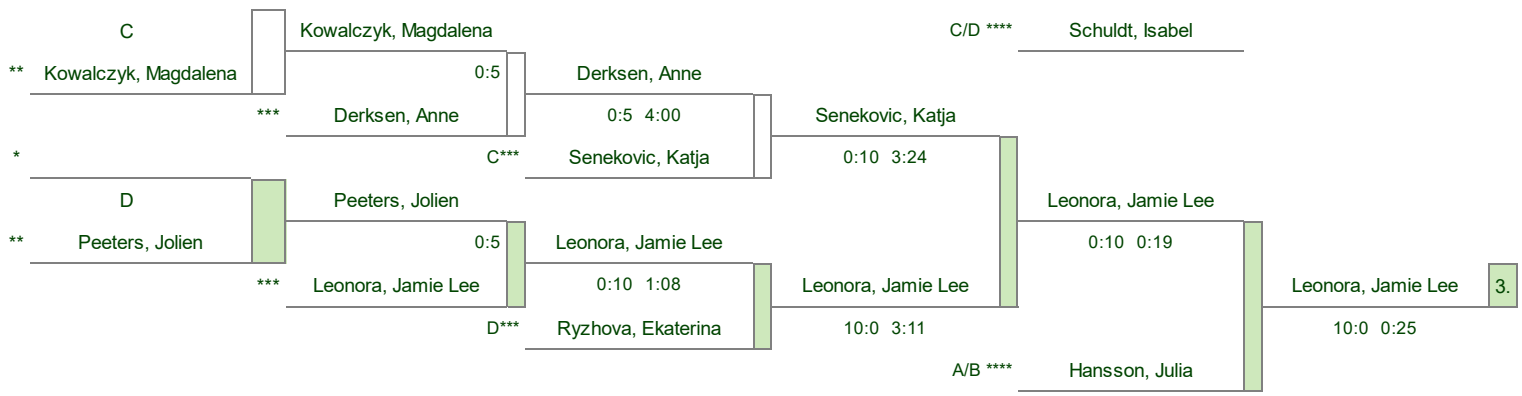 C Kowalczyk, Magdalena C/D **** Schuldt, Isabel
** Kowalczyk, Magdalena 0:5 Derksen, Anne
*** Derksen, Anne 0:5 4:00 Senekovic, Katja
* C*** Senekovic, Katja 0:10 3:24
D Peeters, Jolien Leonora, Jamie Lee
** Peeters, Jolien 0:5 Leonora, Jamie Lee 0:10 0:19
*** Leonora, Jamie Lee 0:10 1:08 Leonora, Jamie Lee Leonora, Jamie Lee 3.
D*** Ryzhova, Ekaterina 10:0 3:11 10:0 0:25
A/B **** Hansson, Julia